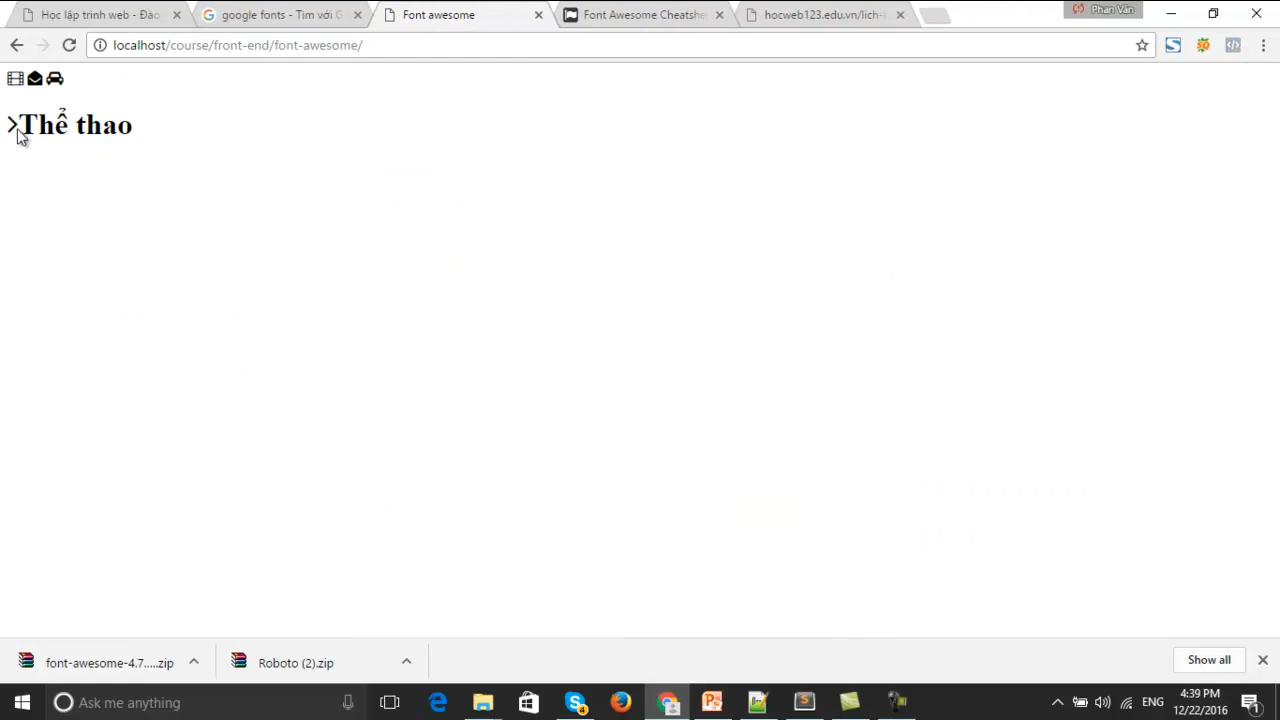 Học lập trình web - Đào
google fonts - Tìm với G
Font awesome
Font Awesome Cheatshe
hocweb123.edu.vn/lich-
Phan Văn
localhost/course/front-end/font-awesome/
Thể thao
font-awesome-4.7....zip
Roboto (2).zip
Show all
Ask me anything
4
ENG
4:39 PM
12/22/2016
1